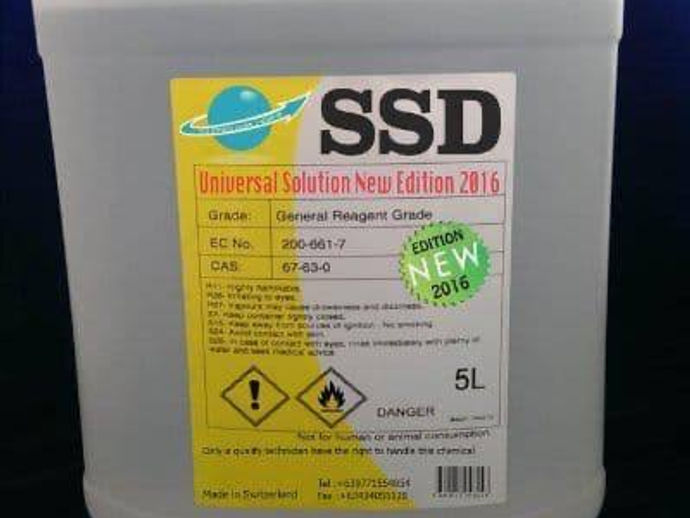 SSD
Universal Solution New Edition 2016
Grade: General Reagent Grade
EC No. 200-661-7
CAS: 67-63-0
EDITION
NEW
2016
R11- Highly flammable.
R36- Irritating to eyes.
R67- Vapours may cause drowsiness and dizziness.
S7- Keep container tightly closed.
S16- Keep away from sources of ignition - No smoking.
S24- Avoid contact with skin.
S26- In case of contact with eyes, rinse immediately with plenty of
water and seek medical advice.
5L
DANGER
Not for human or animal consumption
Only a qualify technician have the right to handle this chemical
Made in Switzerland
Tel :+639771554654